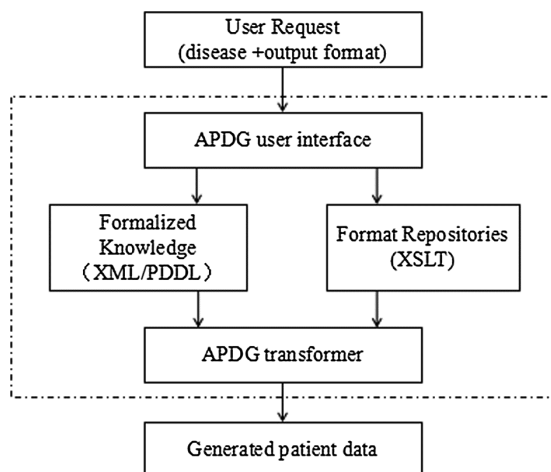 User Request
(disease +output format)
APDG user interface
Formalized
Knowledge
（XML/PDDL）
Format Repositories
(XSLT)
APDG transformer
Generated patient data